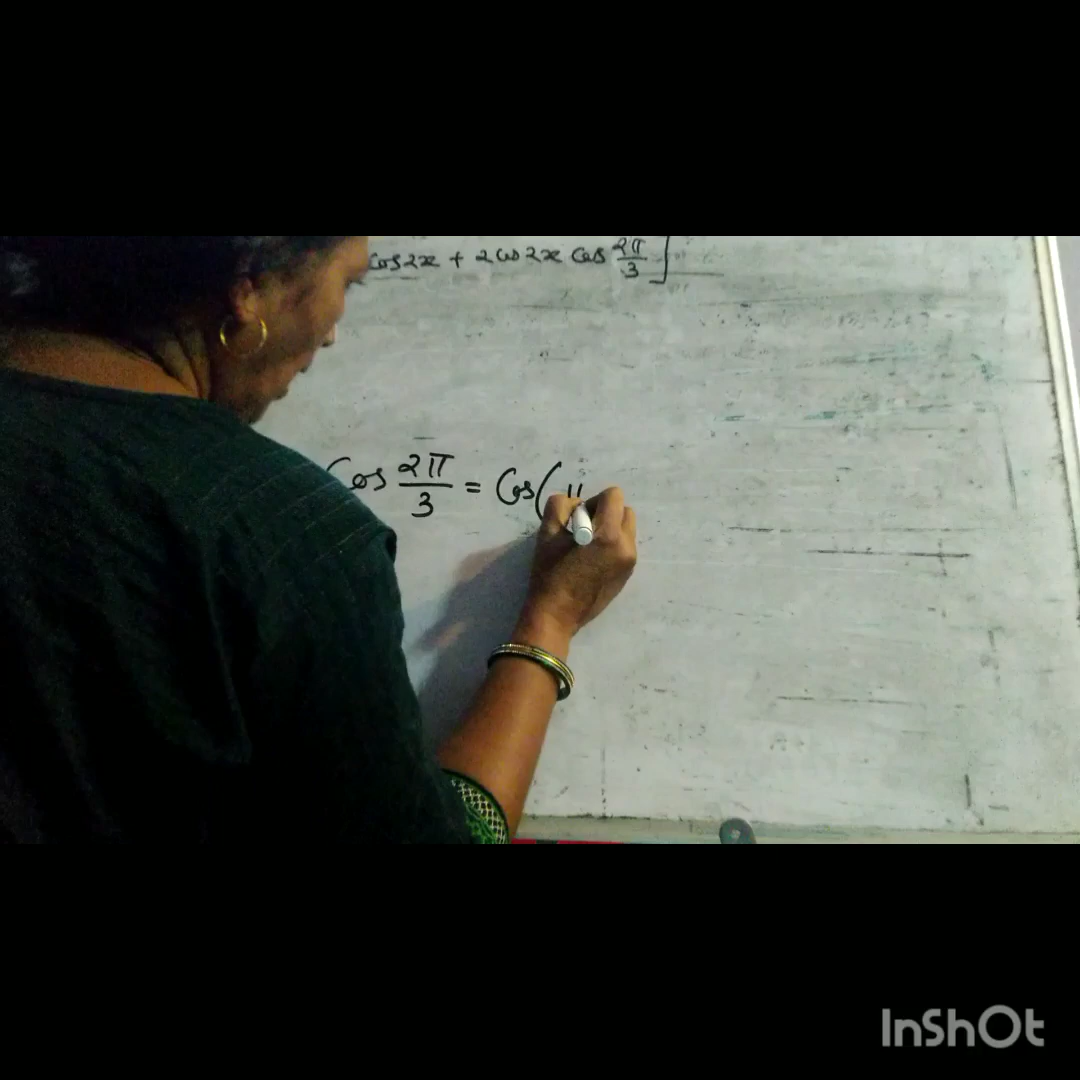 cos2x + 2cos2x cos 2π/3]
Cos 2π/3 = Cos(π
InShOt